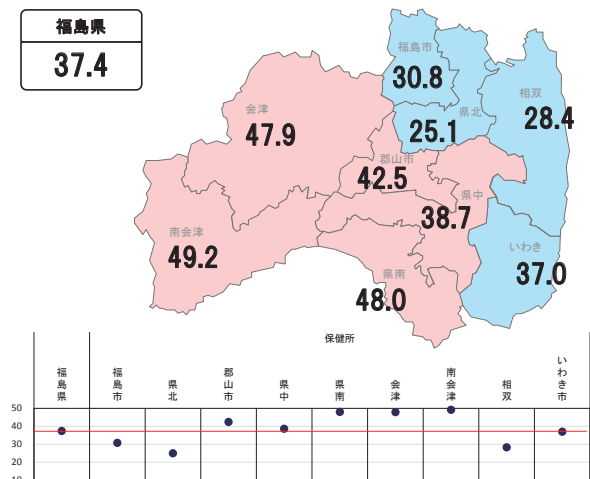 福島県
37.4
福島市
30.8
相双
28.4
県北
25.1
会津
47.9
郡山市
42.5
県中
38.7
南会津
49.2
いわき
37.0
県南
48.0
保健所
福島県
福島市
県北
郡山市
県中
県南
会津
南会津
相双
いわき市
50
40
30
20
10